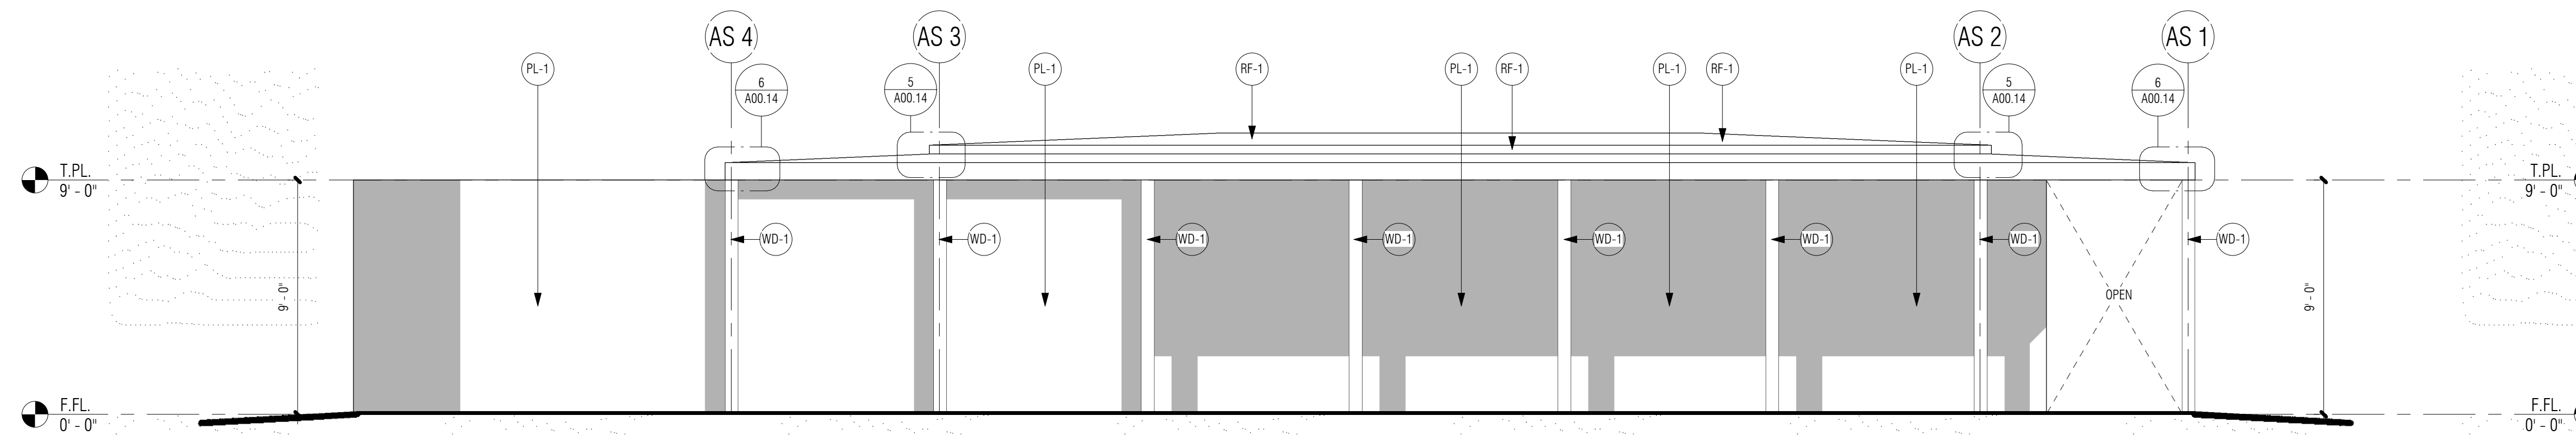 AS 4
AS 3
AS 2
AS 1
PL-1
PL-1
RF-1
PL-1
RF-1
PL-1
RF-1
PL-1
6
A00.14
5
A00.14
5
A00.14
6
A00.14
T.PL.
9' - 0"
T.PL.
9' - 0"
WD-1
WD-1
WD-1
WD-1
WD-1
WD-1
WD-1
WD-1
9' - 0"
OPEN
9' - 0"
F.FL.
0' - 0"
F.FL.
0' - 0"